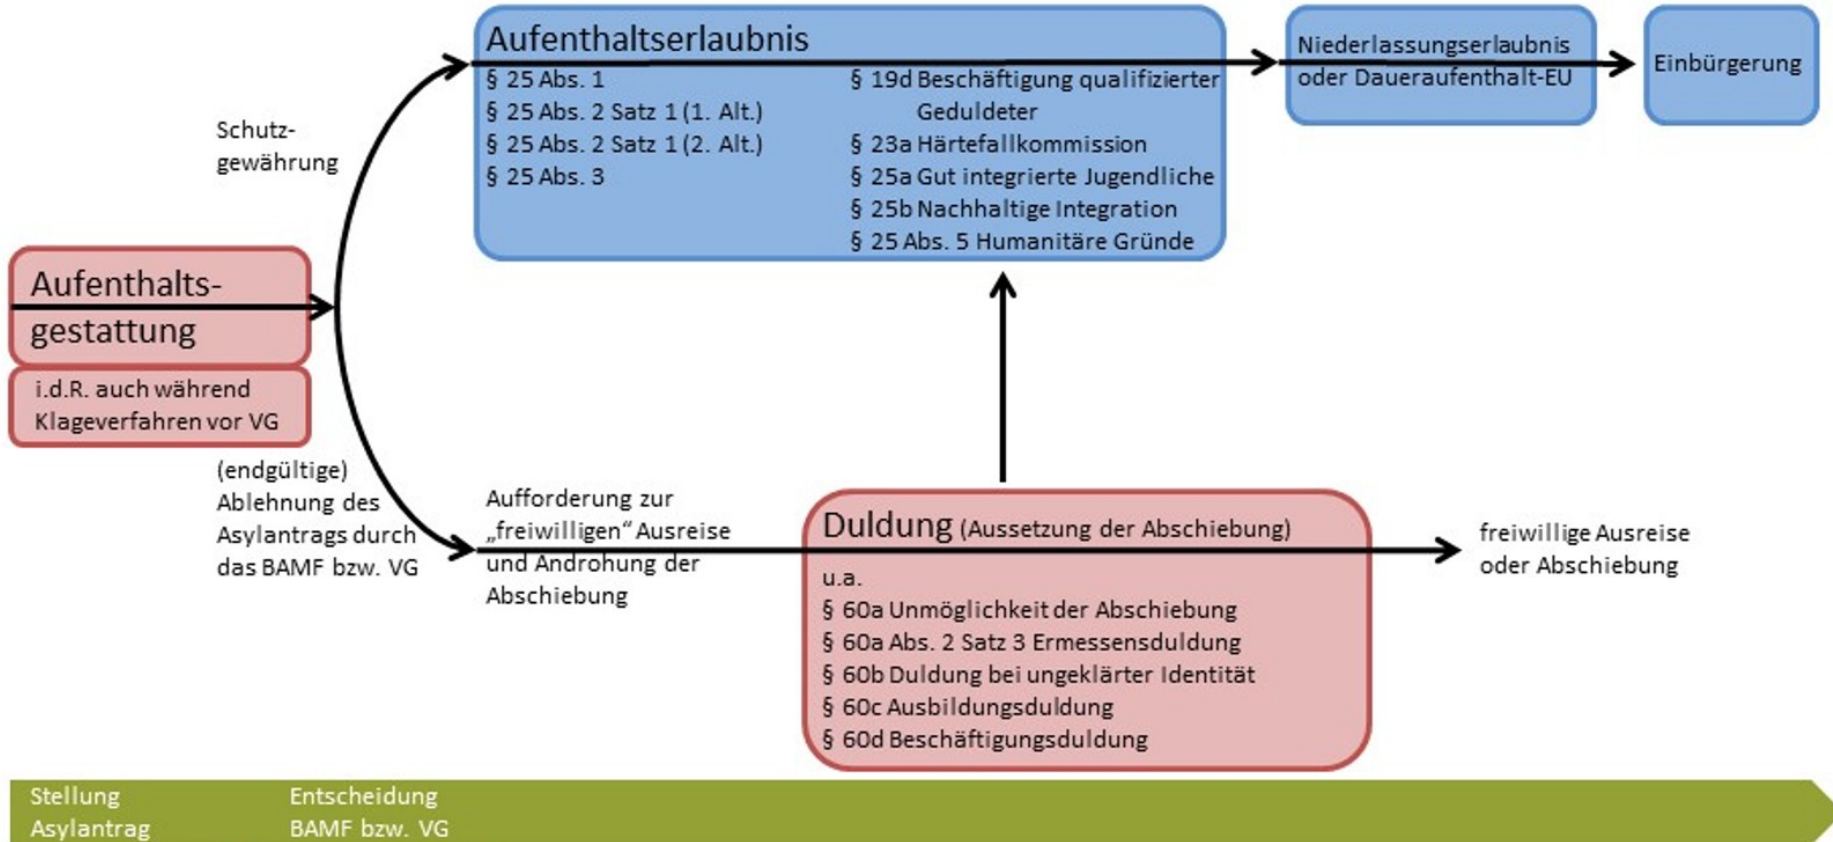 Aufenthaltserlaubnis
§ 25 Abs. 1
§ 25 Abs. 2 Satz 1 (1. Alt.)
§ 25 Abs. 2 Satz 1 (2. Alt.)
§ 25 Abs. 3
§ 19d Beschäftigung qualifizierter
Geduldeter
§ 23a Härtefallkommission
§ 25a Gut integrierte Jugendliche
§ 25b Nachhaltige Integration
§ 25 Abs. 5 Humanitäre Gründe
Niederlassungserlaubnis
oder Daueraufenthalt-EU
Einbürgerung
Schutz-
gewährung
Aufenthalts-
gestattung
i.d.R. auch während
Klageverfahren vor VG
(endgültige)
Ablehnung des
Asylantrags durch
das BAMF bzw. VG
Aufforderung zur
„freiwilligen“ Ausreise
und Androhung der
Abschiebung
Duldung (Aussetzung der Abschiebung)
u.a.
§ 60a Unmöglichkeit der Abschiebung
§ 60a Abs. 2 Satz 3 Ermessensduldung
§ 60b Duldung bei ungeklärter Identität
§ 60c Ausbildungsduldung
§ 60d Beschäftigungsduldung
freiwillige Ausreise
oder Abschiebung
Stellung
Asylantrag
Entscheidung
BAMF bzw. VG